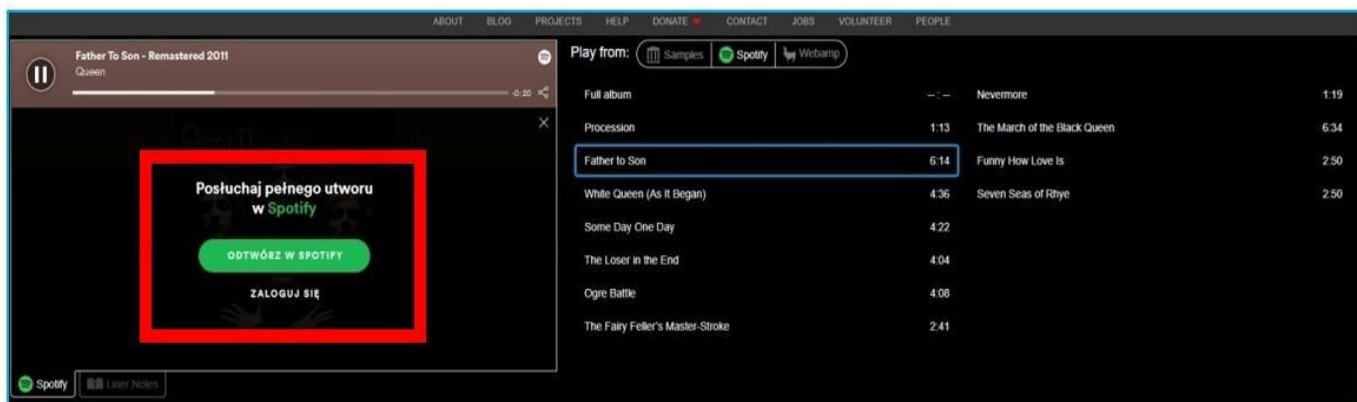 ABOUT BLOG PROJECTS HELP DONATE CONTACT JOBS VOLUNTEER PEOPLE
Father To Son - Remastered 2011
Queen
-0:20
Posłuchaj pełnego utworu
w Spotify
ODTWÓRZ W SPOTIFY
ZALOGUJ SIĘ
Spotify Liner Notes
Play from: Samples Spotify Webamp
Full album --:--
Procession 1:13
Father to Son 6:14
White Queen (As It Began) 4:36
Some Day One Day 4:22
The Loser in the End 4:04
Ogre Battle 4:08
The Fairy Feller's Master-Stroke 2:41
Nevermore 1:19
The March of the Black Queen 6:34
Funny How Love Is 2:50
Seven Seas of Rhye 2:50